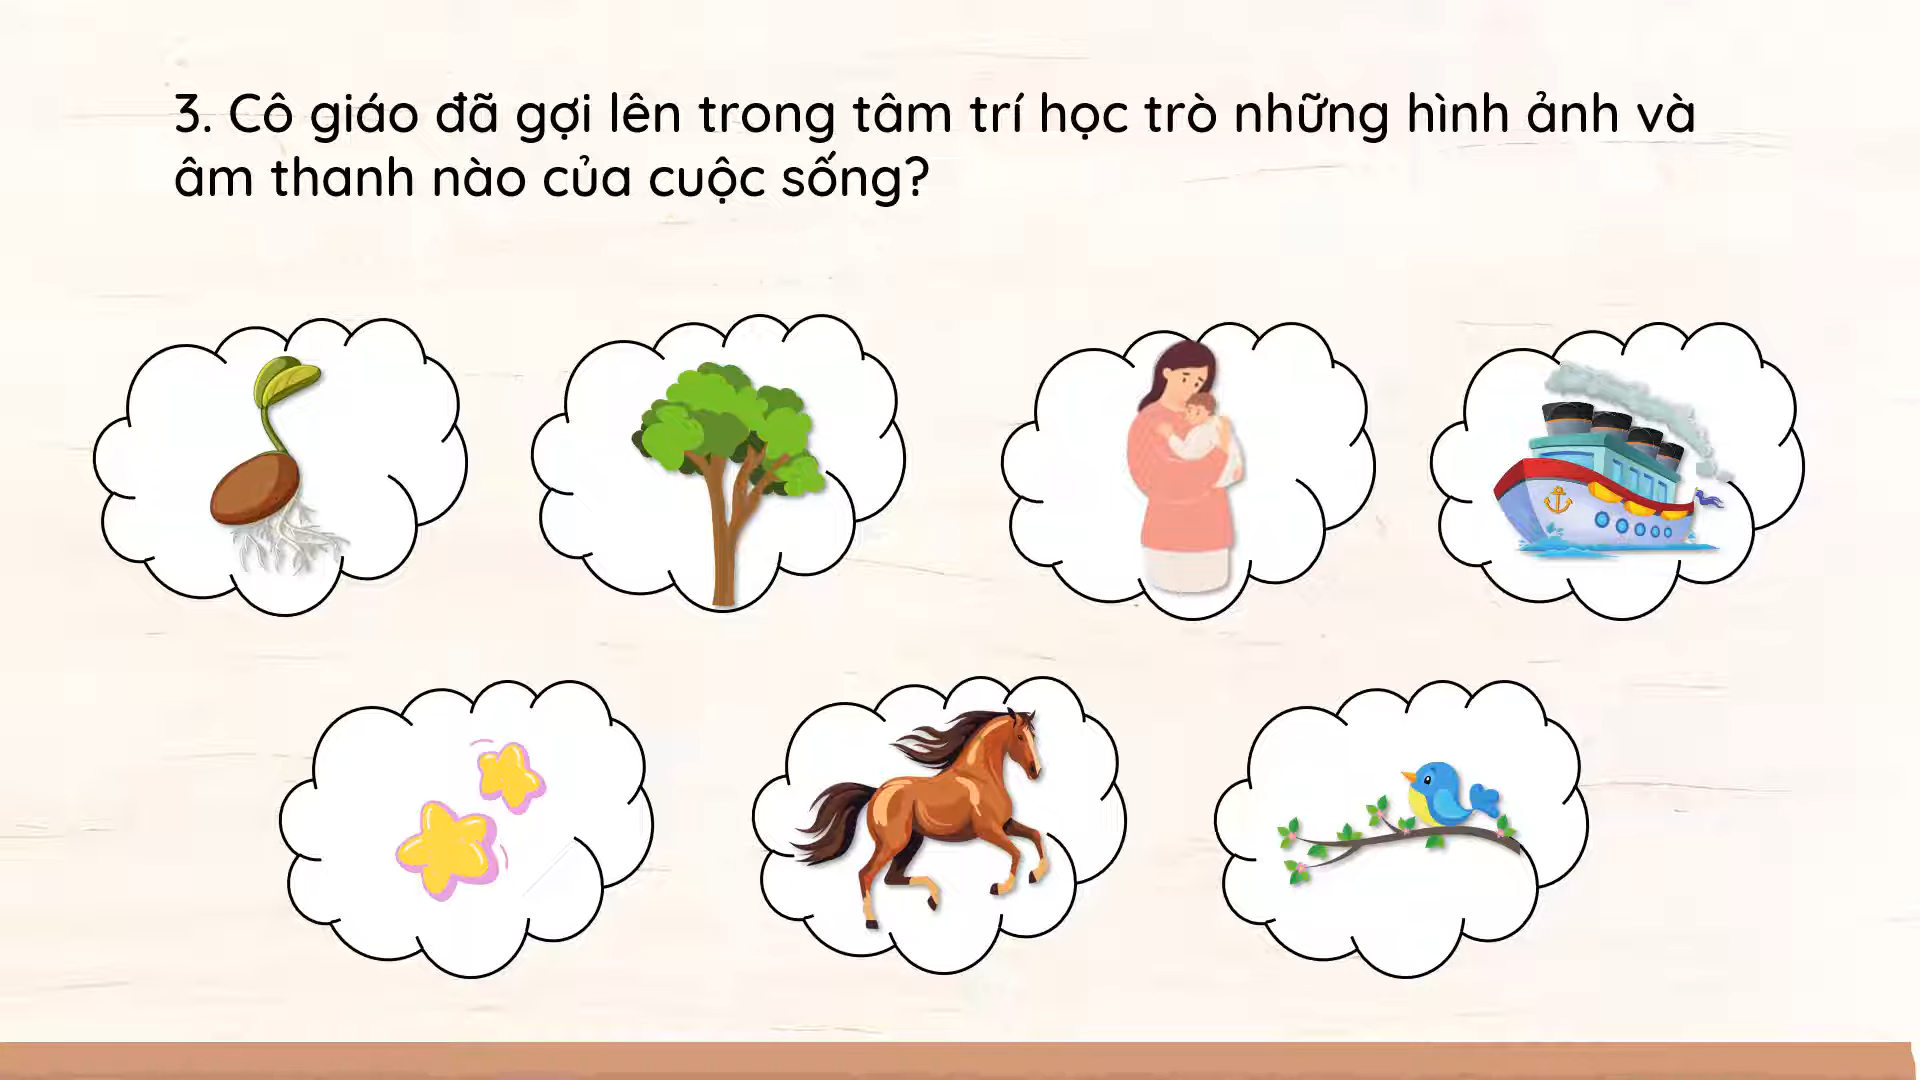 3. Cô giáo đã gợi lên trong tâm trí học trò những hình ảnh và
âm thanh nào của cuộc sống?